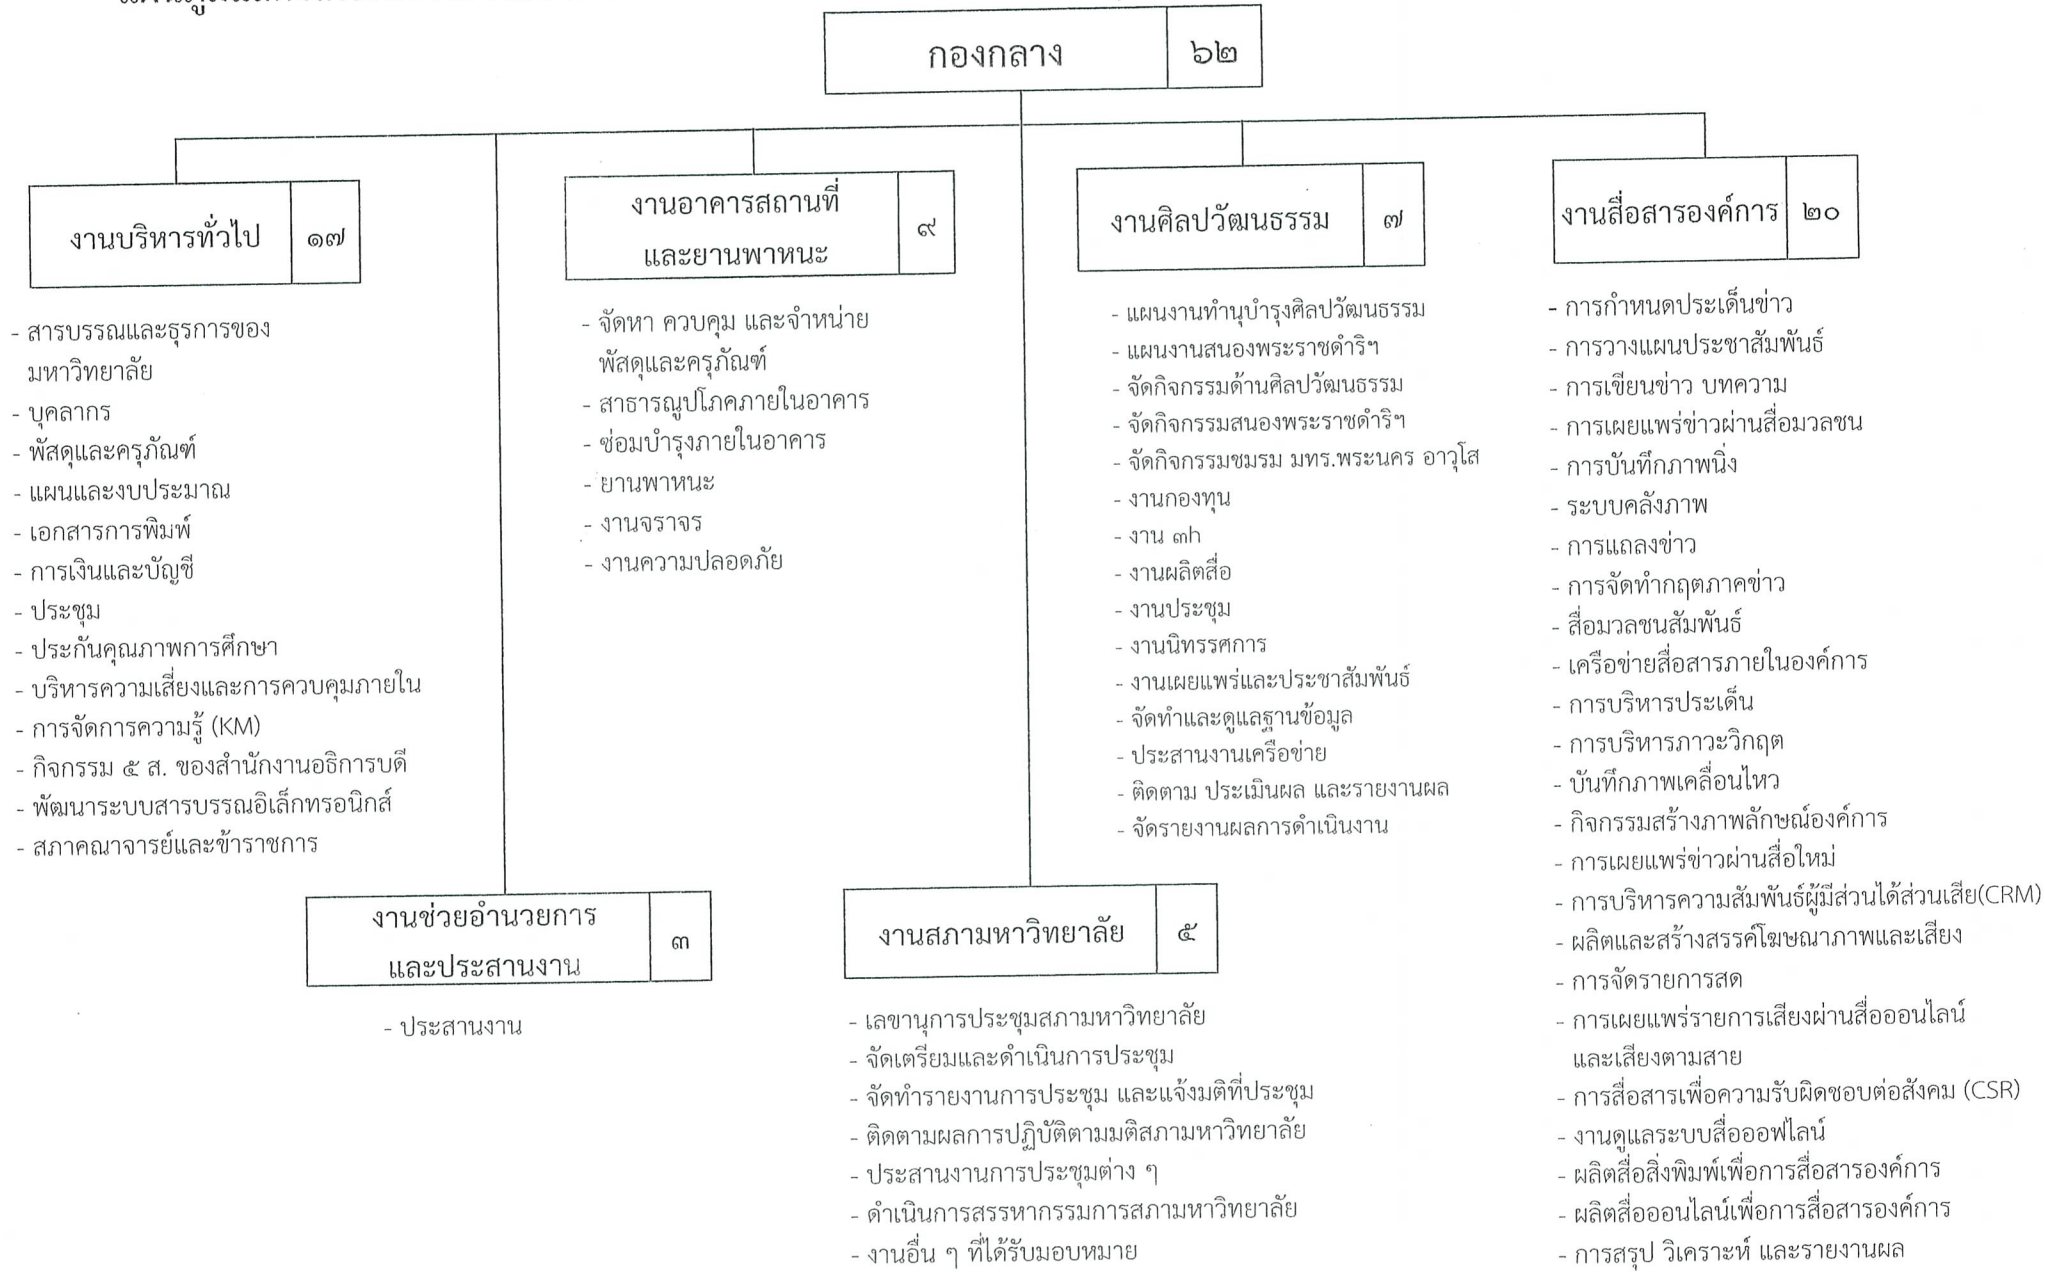 กองกลาง ๖๒
งานบริหารทั่วไป ๑๗
- สารบรรณและธุรการของ
มหาวิทยาลัย
- บุคลากร
- พัสดุและครุภัณฑ์
- แผนและงบประมาณ
- เอกสารการพิมพ์
- การเงินและบัญชี
- ประชุม
- ประกันคุณภาพการศึกษา
- บริหารความเสี่ยงและการควบคุมภายใน
- การจัดการความรู้ (KM)
- กิจกรรม ๕ ส. ของสำนักงานอธิการบดี
- พัฒนาระบบสารบรรณอิเล็กทรอนิกส์
- สภาคณาจารย์และข้าราชการ
งานช่วยอำนวยการ
และประสานงาน ๓
- ประสานงาน
งานอาคารสถานที่
และยานพาหนะ ๙
- จัดหา ควบคุม และจำหน่าย
พัสดุและครุภัณฑ์
- สาธารณูปโภคภายในอาคาร
- ซ่อมบำรุงภายในอาคาร
- ยานพาหนะ
- งานจราจร
- งานความปลอดภัย
งานสภามหาวิทยาลัย ๕
- เลขานุการประชุมสภามหาวิทยาลัย
- จัดเตรียมและดำเนินการประชุม
- จัดทำรายงานการประชุม และแจ้งมติที่ประชุม
- ติดตามผลการปฏิบัติตามมติสภามหาวิทยาลัย
- ประสานงานการประชุมต่าง ๆ
- ดำเนินการสรรหากรรมการสภามหาวิทยาลัย
- งานอื่น ๆ ที่ได้รับมอบหมาย
งานศิลปวัฒนธรรม ๗
- แผนงานทำนุบำรุงศิลปวัฒนธรรม
- แผนงานสนองพระราชดำริฯ
- จัดกิจกรรมด้านศิลปวัฒนธรรม
- จัดกิจกรรมสนองพระราชดำริฯ
- จัดกิจกรรมชมรม มทร.พระนคร อาวุโส
- งานกองทุน
- งาน ๓h
- งานผลิตสื่อ
- งานประชุม
- งานนิทรรศการ
- งานเผยแพร่และประชาสัมพันธ์
- จัดทำและดูแลฐานข้อมูล
- ประสานงานเครือข่าย
- ติดตาม ประเมินผล และรายงานผล
- จัดรายงานผลการดำเนินงาน
งานสื่อสารองค์การ ๒๐
- การกำหนดประเด็นข่าว
- การวางแผนประชาสัมพันธ์
- การเขียนข่าว บทความ
- การเผยแพร่ข่าวผ่านสื่อมวลชน
- การบันทึกภาพนิ่ง
- ระบบคลังภาพ
- การแถลงข่าว
- การจัดทำกฤตภาคข่าว
- สื่อมวลชนสัมพันธ์
- เครือข่ายสื่อสารภายในองค์การ
- การบริหารประเด็น
- การบริหารภาวะวิกฤต
- บันทึกภาพเคลื่อนไหว
- กิจกรรมสร้างภาพลักษณ์องค์การ
- การเผยแพร่ข่าวผ่านสื่อใหม่
- การบริหารความสัมพันธ์ผู้มีส่วนได้ส่วนเสีย(CRM)
- ผลิตและสร้างสรรค์โฆษณาภาพและเสียง
- การจัดรายการสด
- การเผยแพร่รายการเสียงผ่านสื่อออนไลน์
และเสียงตามสาย
- การสื่อสารเพื่อความรับผิดชอบต่อสังคม (CSR)
- งานดูแลระบบสื่อออฟไลน์
- ผลิตสื่อสิ่งพิมพ์เพื่อการสื่อสารองค์การ
- ผลิตสื่อออนไลน์เพื่อการสื่อสารองค์การ
- การสรุป วิเคราะห์ และรายงานผล